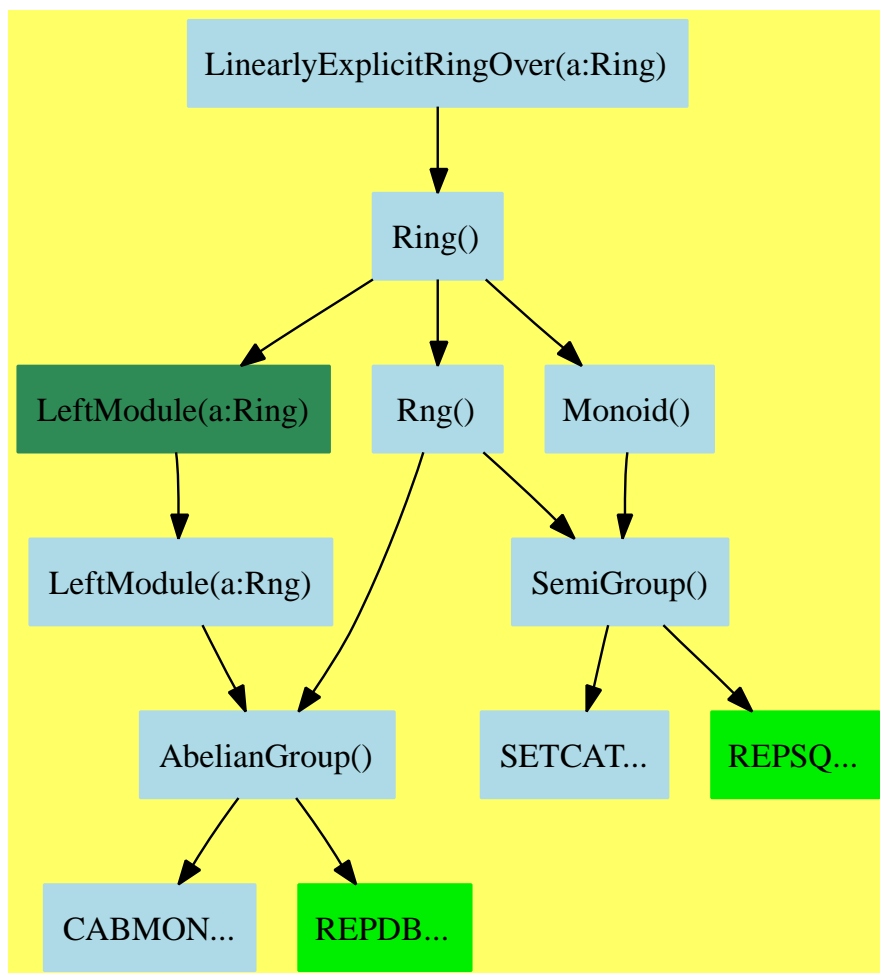 LinearlyExplicitRingOver(a:Ring)
Ring()
LeftModule(a:Ring)
Rng()
Monoid()
LeftModule(a:Rng)
SemiGroup()
AbelianGroup()
SETCAT...
REPSQ...
CABMON...
REPDB...